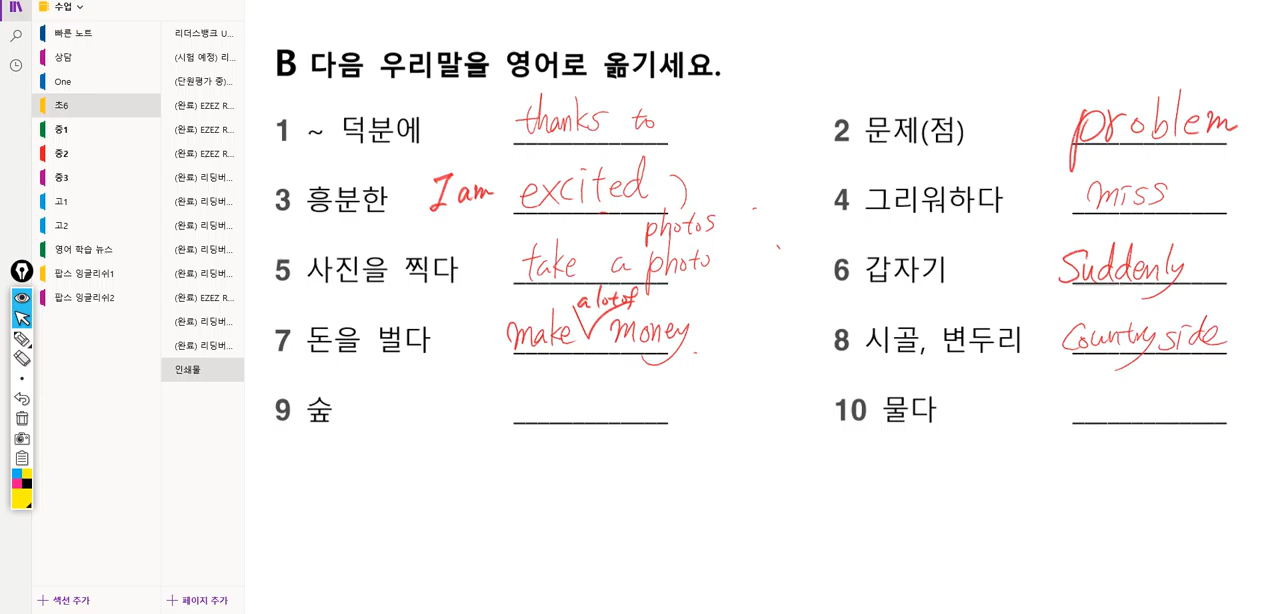 수업
빠른 노트
상담
One
초6
중1
중2
중3
고1
고2
영어 학습 뉴스
팝스 잉글리쉬1
팝스 잉글리쉬2
섹션 추가
리더스뱅크 U...
(시험 예정) 리...
(단원평가 중)...
(완료) EZEZ R...
(완료) EZEZ R...
(완료) EZEZ R...
(완료) 리딩버...
(완료) 리딩버...
(완료) 리딩버...
(완료) 리딩버...
(완료) 리딩버...
(완료) EZEZ R...
(완료) 리딩버...
(완료) 리딩버...
인쇄물
페이지 추가
B 다음 우리말을 영어로 옮기세요.
1 ~ 덕분에 thanks to
2 문제(점) problem
3 흥분한 I am excited
4 그리워하다 miss
photos
5 사진을 찍다 take a photo
6 갑자기 Suddenly
a lot of
7 돈을 벌다 make money
8 시골, 변두리 Countryside
9 숲
10 물다